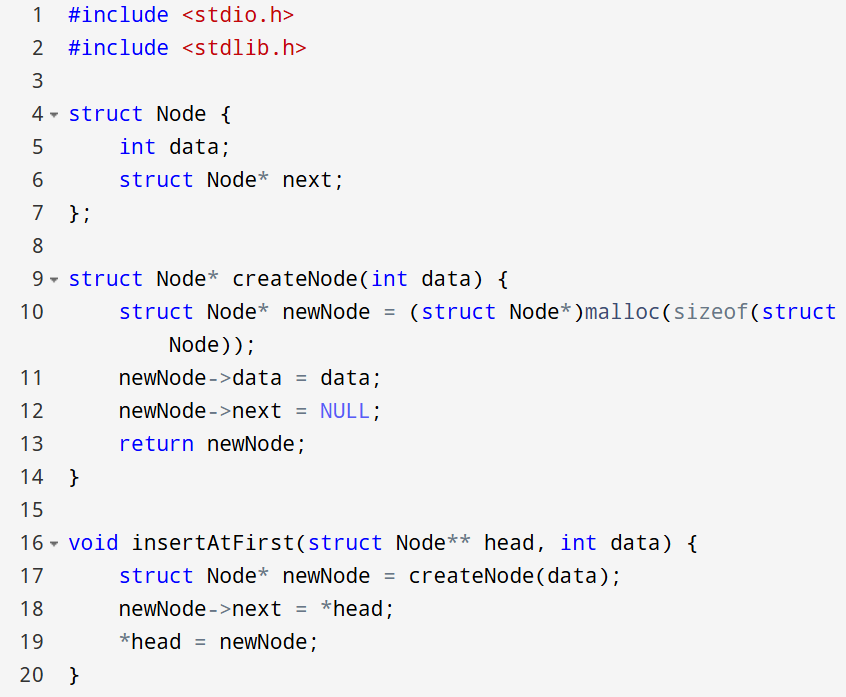 1 #include <stdio.h>
2 #include <stdlib.h>
3
4 struct Node {
5     int data;
6     struct Node* next;
7 };
8
9 struct Node* createNode(int data) {
10     struct Node* newNode = (struct Node*)malloc(sizeof(struct
        Node));
11     newNode->data = data;
12     newNode->next = NULL;
13     return newNode;
14 }
15
16 void insertAtFirst(struct Node** head, int data) {
17     struct Node* newNode = createNode(data);
18     newNode->next = *head;
19     *head = newNode;
20 }